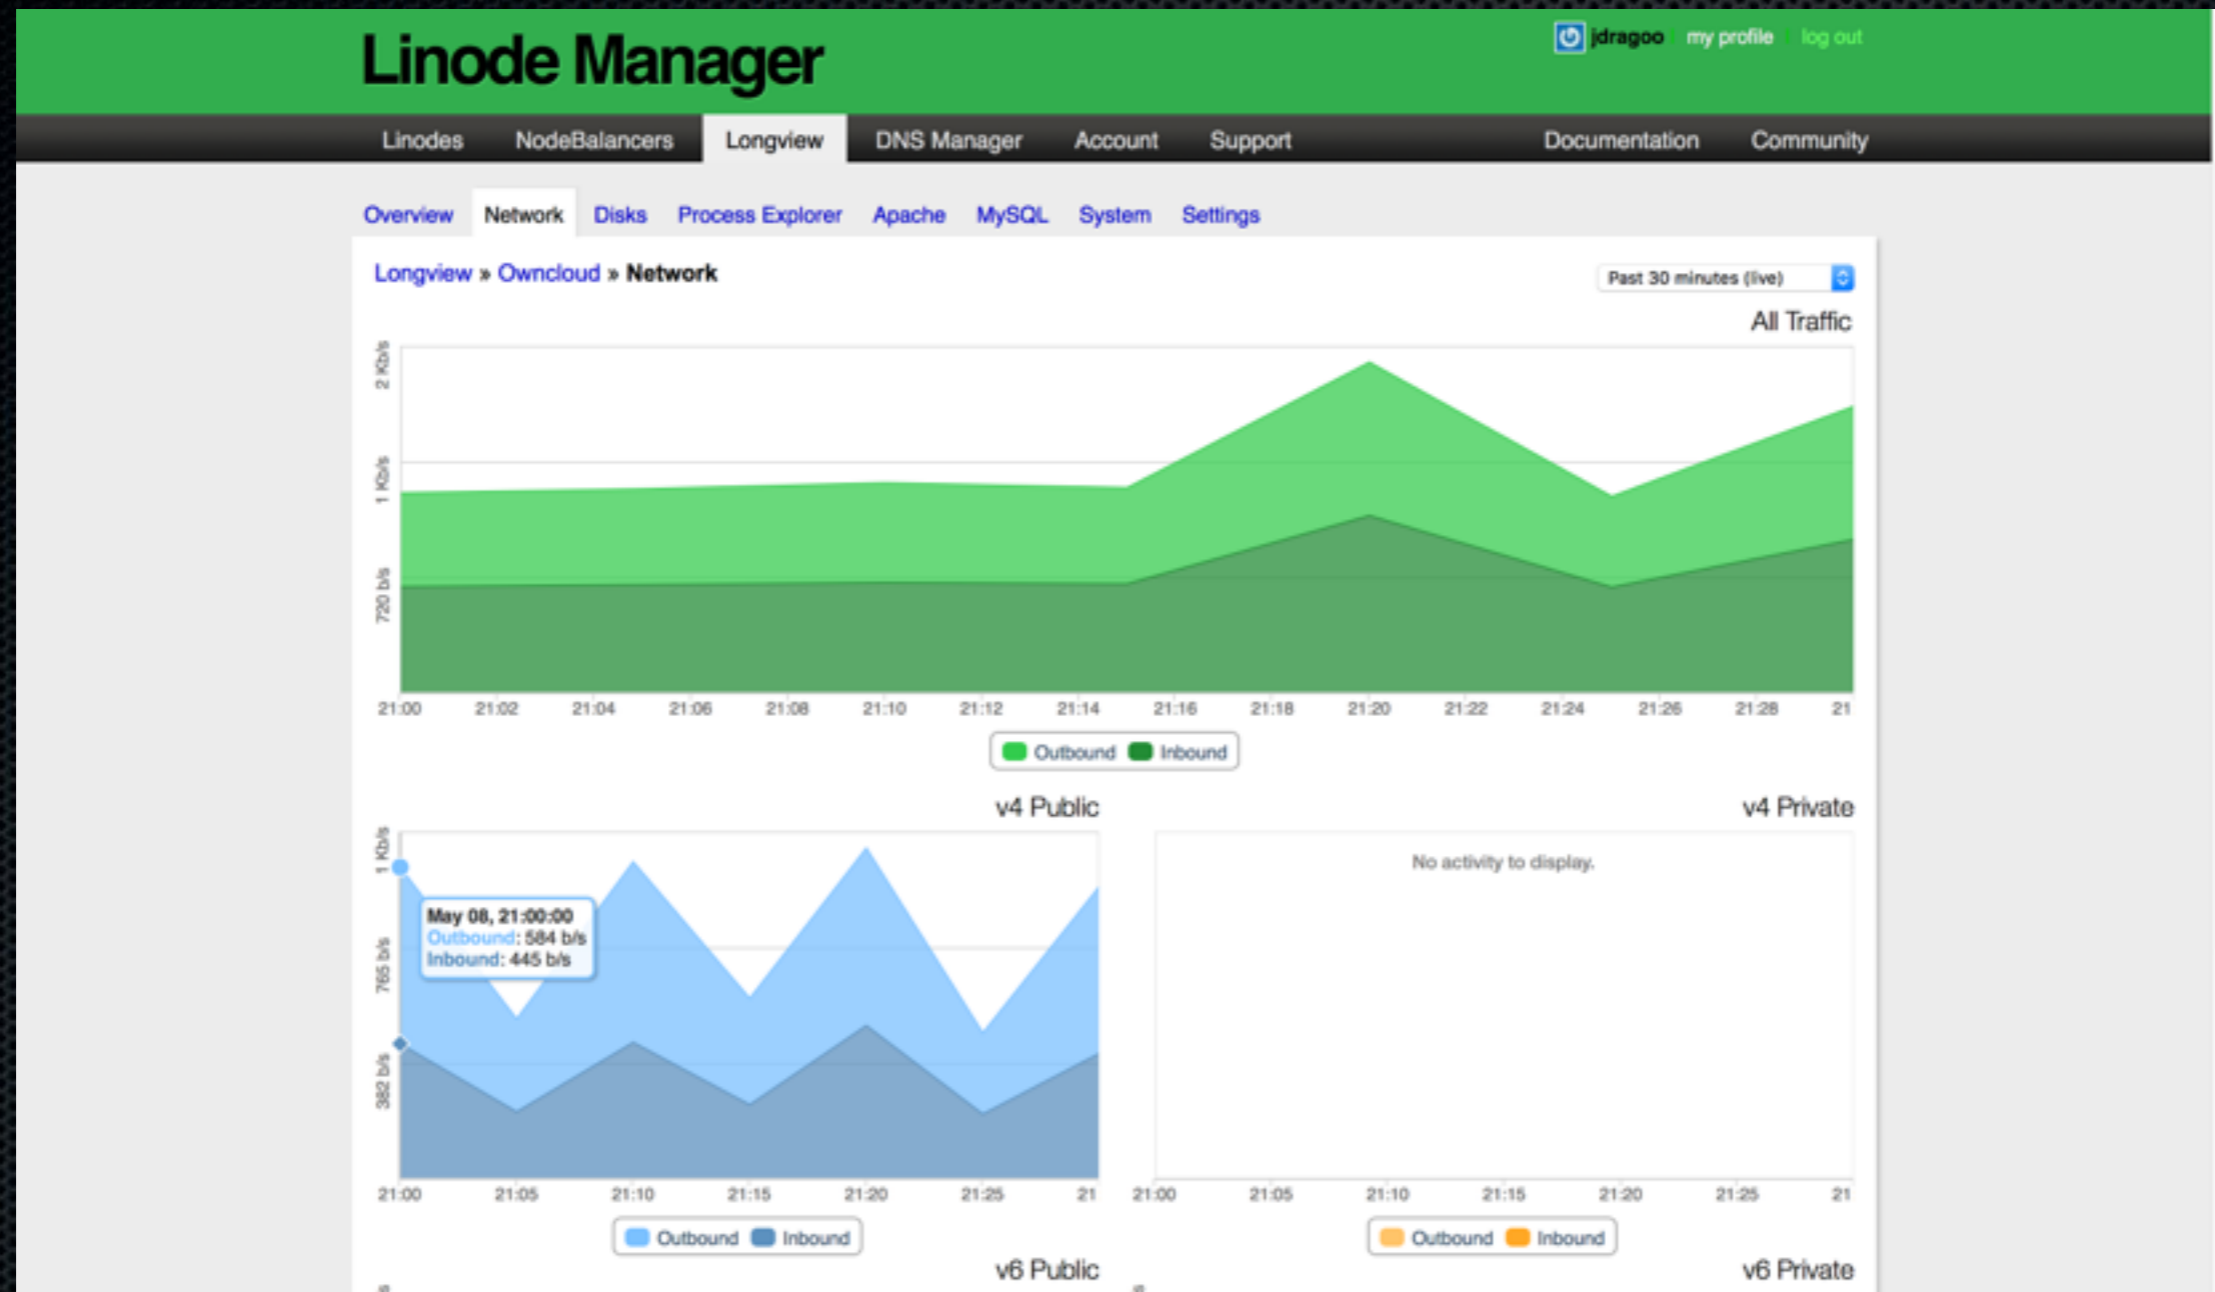 Linode Manager
jdragoo my profile log out
Linodes NodeBalancers Longview DNS Manager Account Support Documentation Community
Overview Network Disks Process Explorer Apache MySQL System Settings
Longview » Owncloud » Network
Past 30 minutes (live)
All Traffic
2 Kb/s
1 Kb/s
720 b/s
21:00 21:02 21:04 21:06 21:08 21:10 21:12 21:14 21:16 21:18 21:20 21:22 21:24 21:26 21:28 21
Outbound Inbound
v4 Public
1 Kb/s
765 b/s
382 b/s
May 08, 21:00:00
Outbound: 584 b/s
Inbound: 445 b/s
21:00 21:05 21:10 21:15 21:20 21:25 21
Outbound Inbound
v4 Private
No activity to display.
21:00 21:05 21:10 21:15 21:20 21:25 21
Outbound Inbound
v6 Public
v6 Private